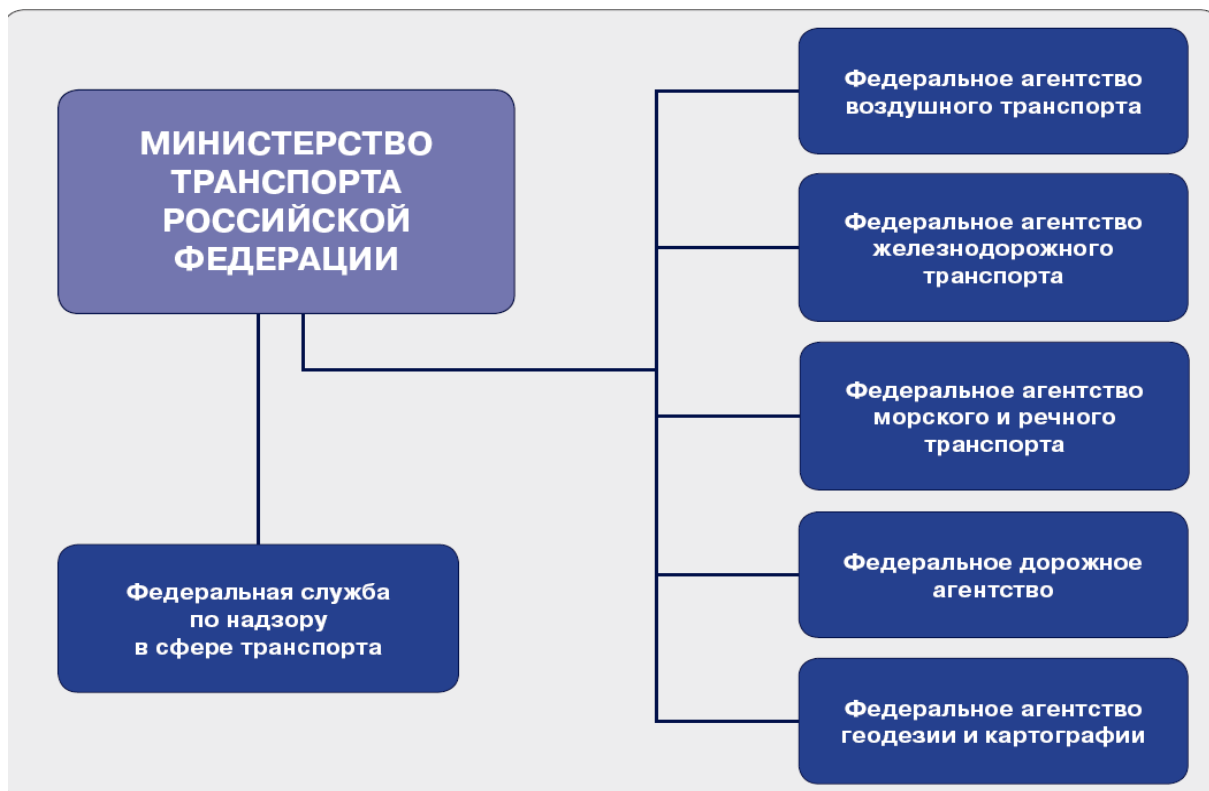 МИНИСТЕРСТВО
ТРАНСПОРТА
РОССИЙСКОЙ
ФЕДЕРАЦИИ
Федеральная служба
по надзору
в сфере транспорта
Федеральное агентство
воздушного транспорта
Федеральное агентство
железнодорожного
транспорта
Федеральное агентство
морского и речного
транспорта
Федеральное дорожное
агентство
Федеральное агентство
геодезии и картографии